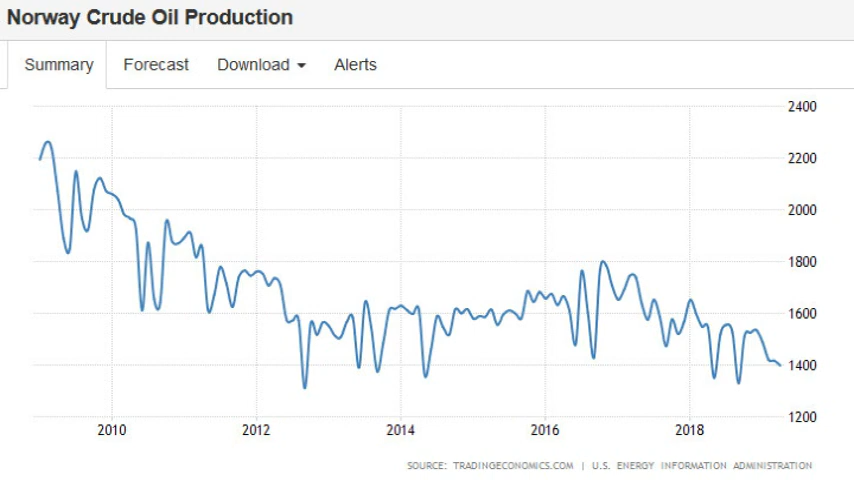 Norway Crude Oil Production
Summary Forecast Download Alerts
2400
2200
2000
1800
1600
1400
1200
2010 2012 2014 2016 2018
SOURCE: TRADINGECONOMICS.COM | U.S. ENERGY INFORMATION ADMINISTRATION